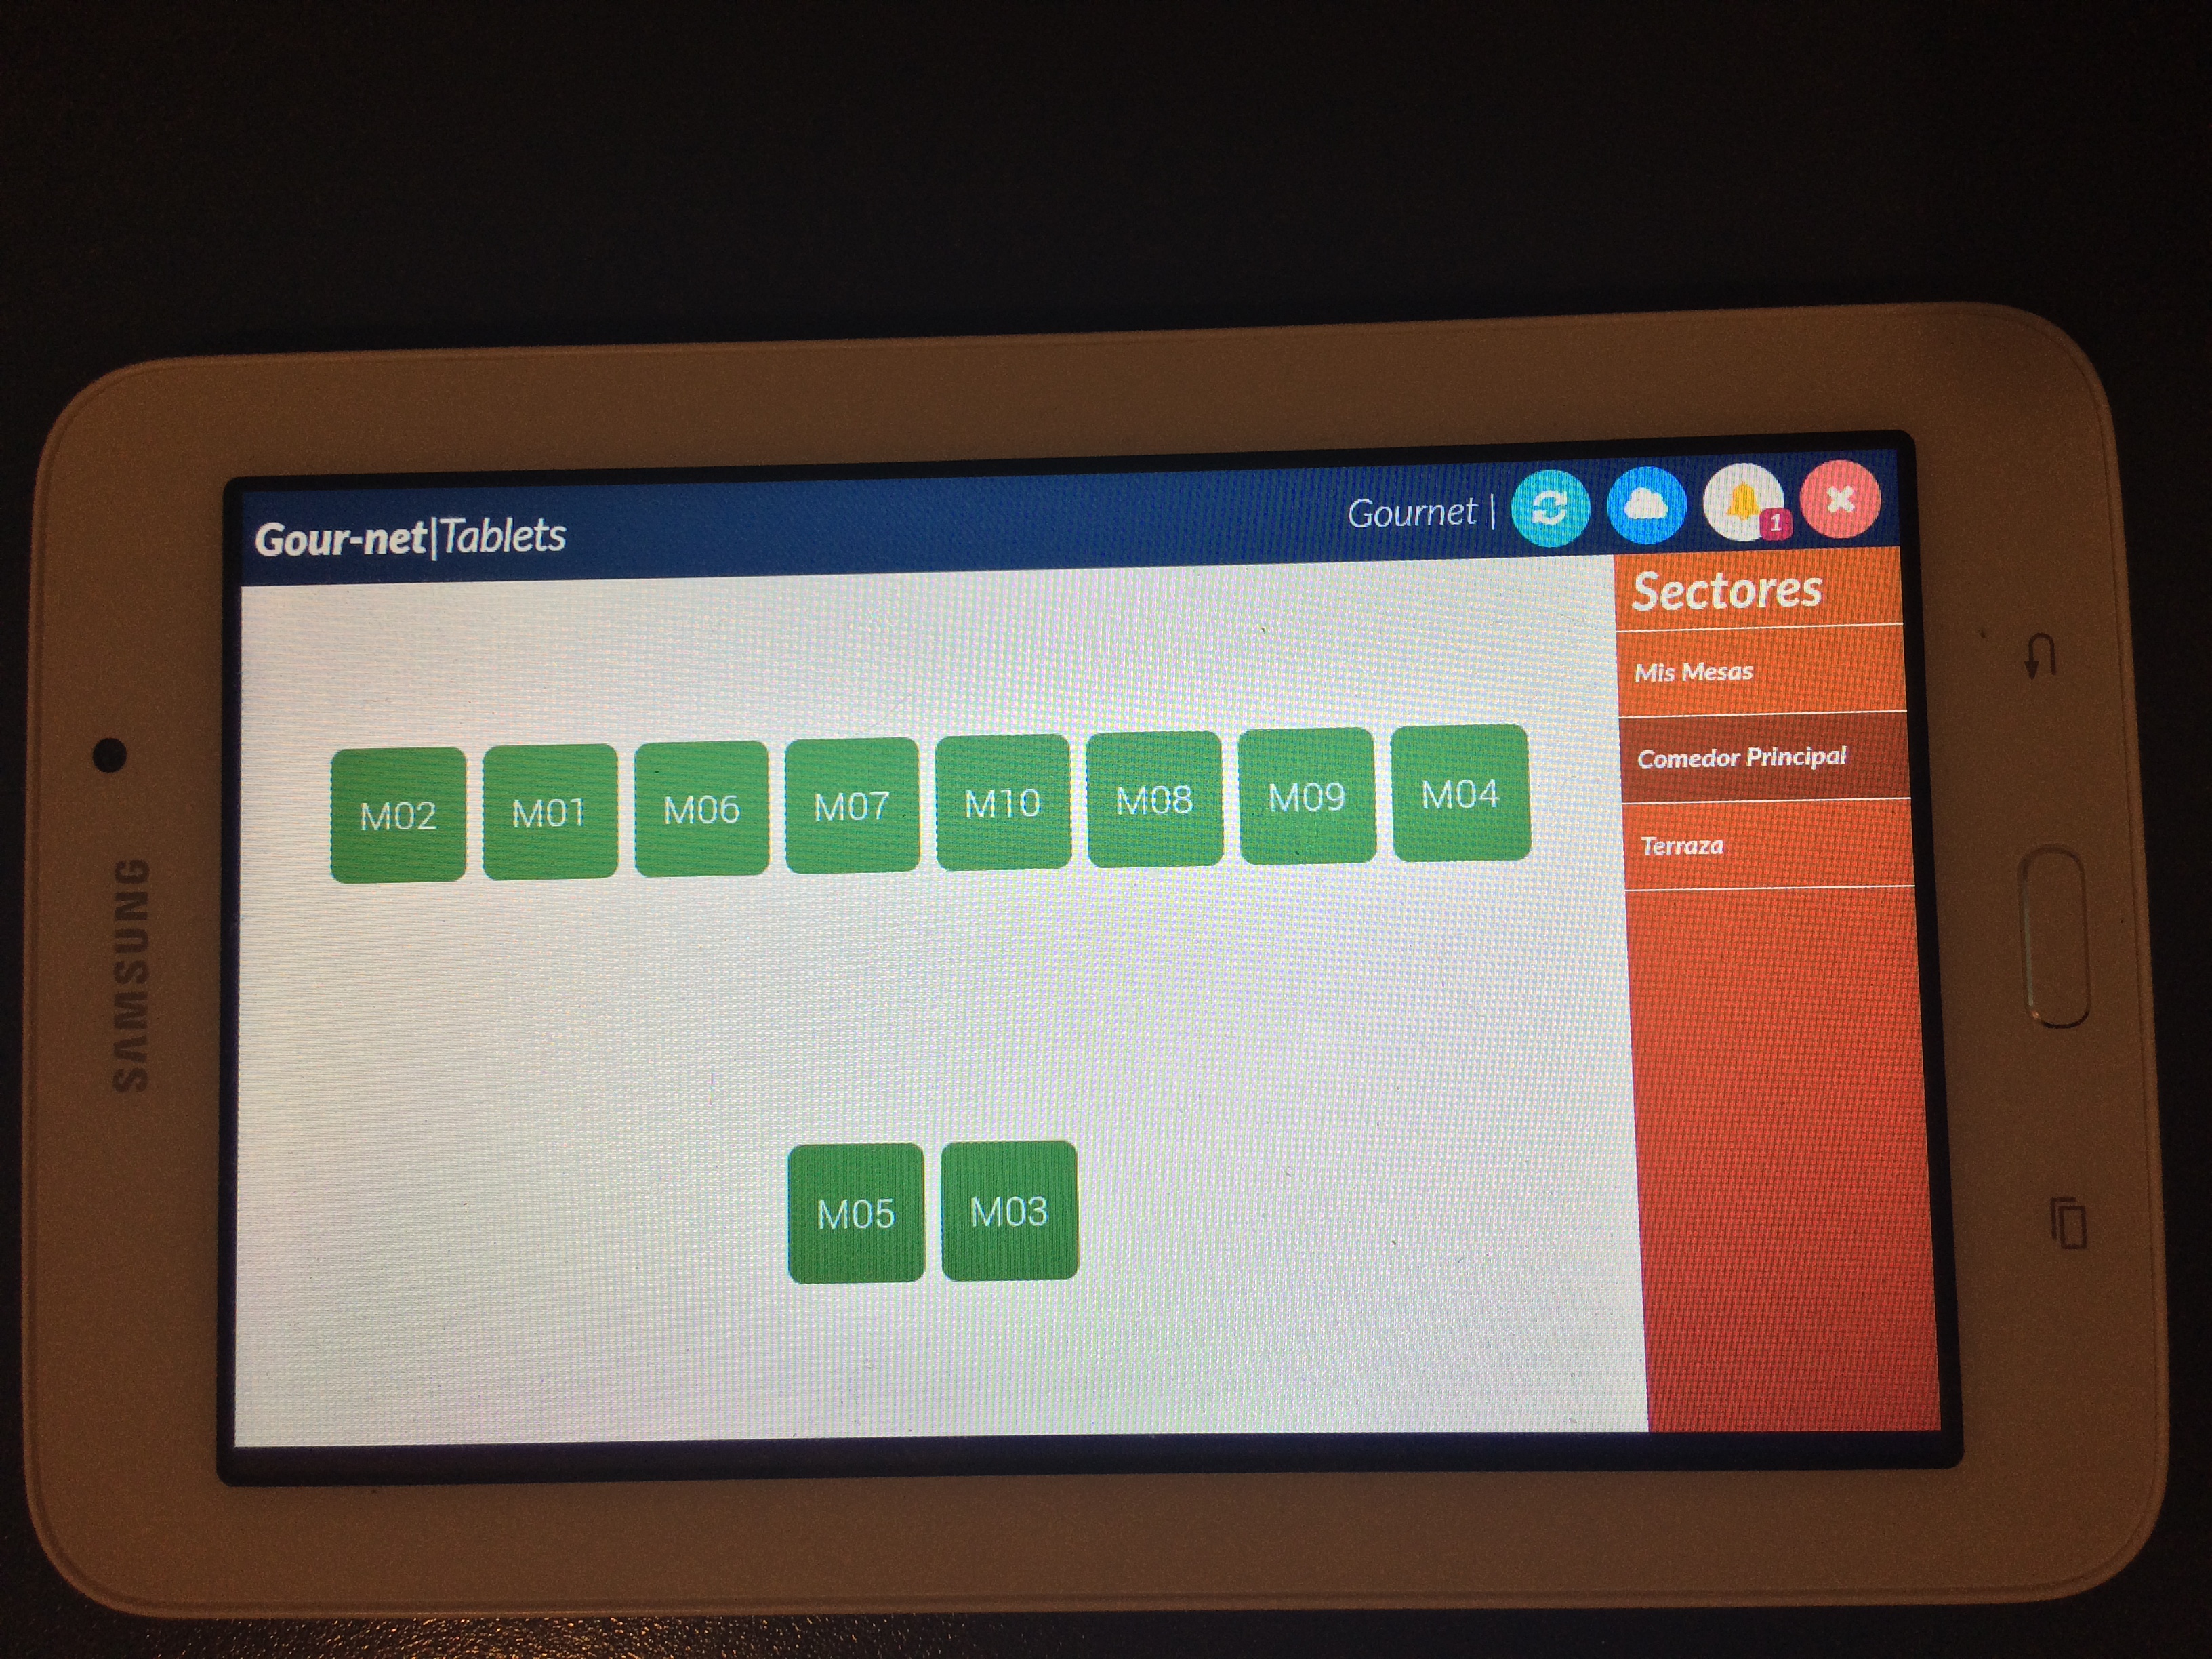 SAMSUNG
Gour-net|Tablets
Gournet |
1
Sectores
Mis Mesas
Comedor Principal
Terraza
M02 M01 M06 M07 M10 M08 M09 M04
M05 M03